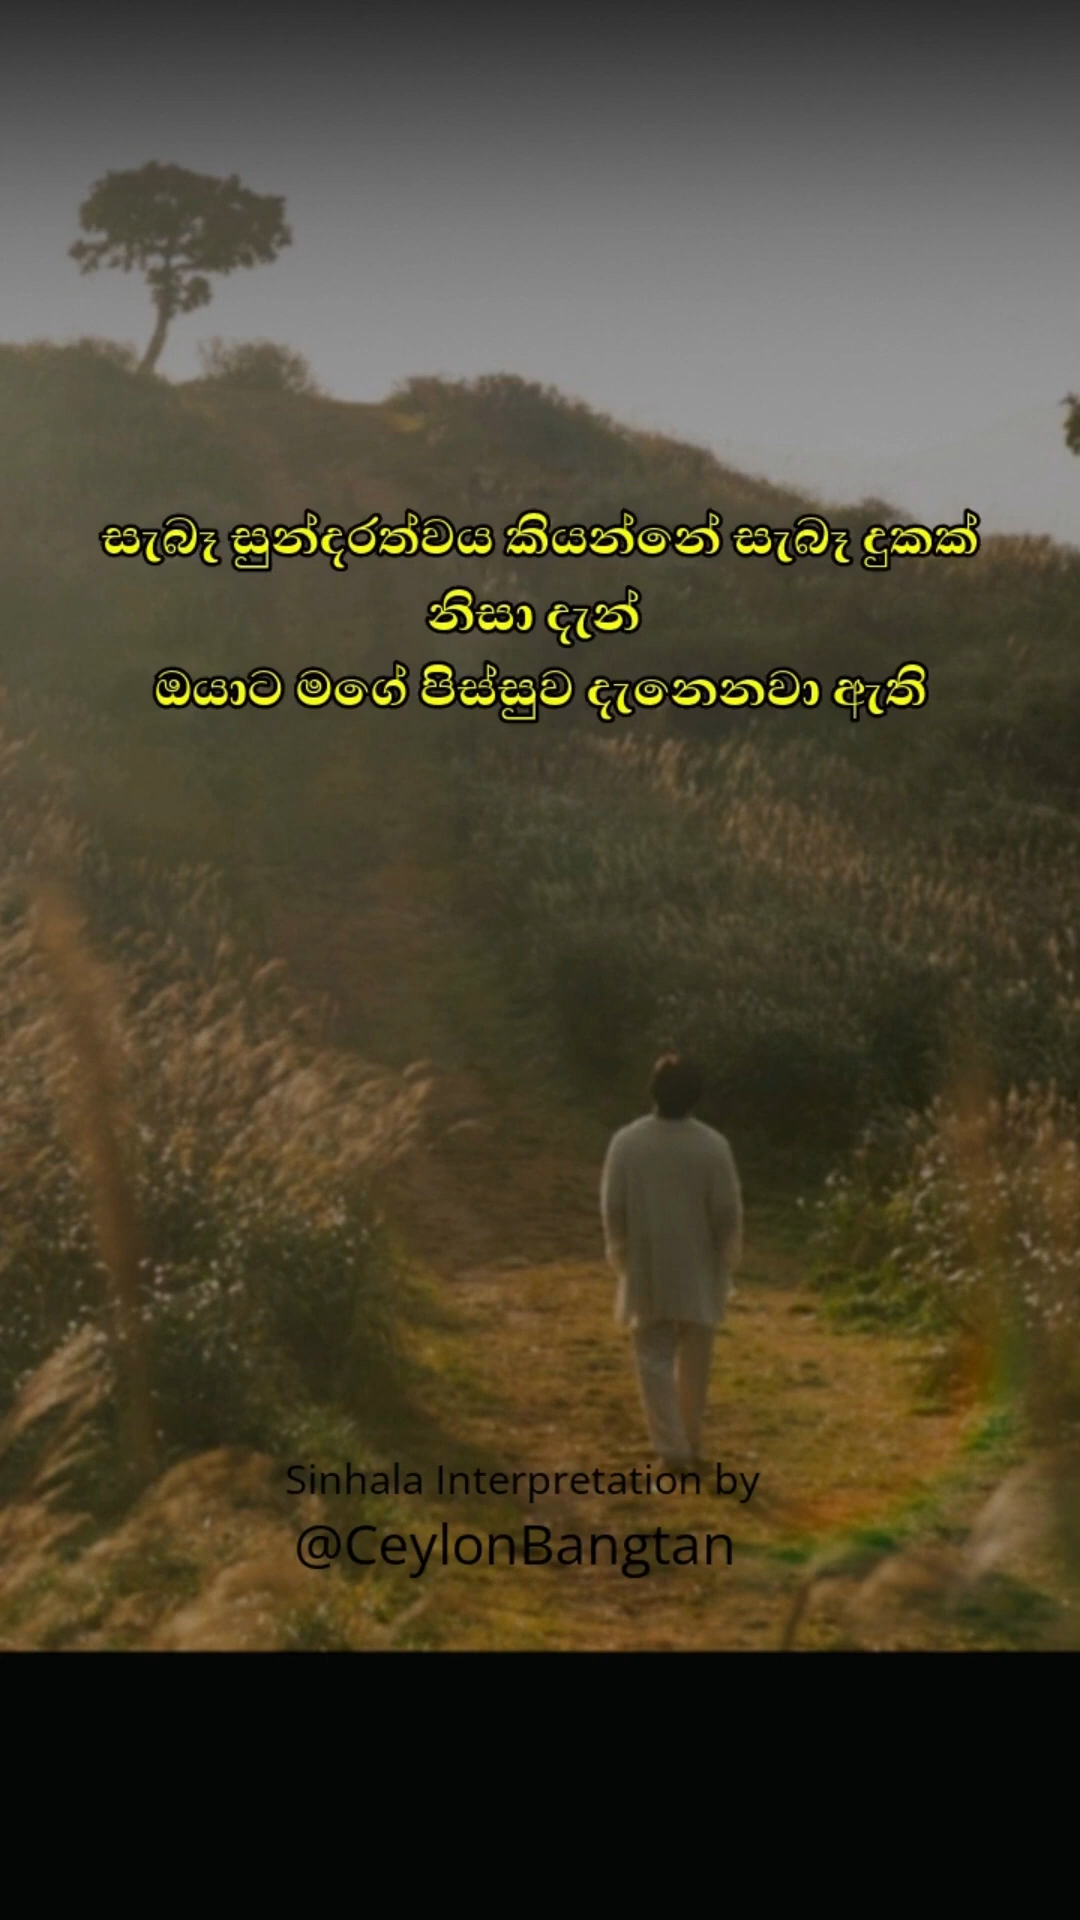 සැබෑ සුන්දරත්වය කියන්නේ සැබෑ දුකක්
නිසා දැන්
ඔයාට මගේ පිස්සුව දැනෙනවා ඇති
Sinhala Interpretation by
@CeylonBangtan